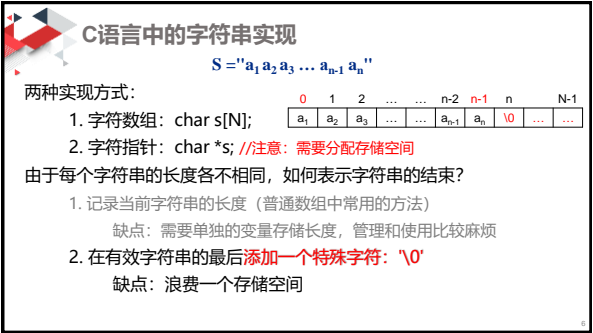 C语言中的字符串实现
S ="a1 a2 a3 … an-1 an"
两种实现方式：
0 1 2 … … n-2 n-1 n N-1
1. 字符数组：char s[N];
a1 a2 a3 … … an-1 an \0 … …
2. 字符指针：char *s; //注意：需要分配存储空间
由于每个字符串的长度各不相同，如何表示字符串的结束？
1. 记录当前字符串的长度（普通数组中常用的方法）
缺点：需要单独的变量存储长度，管理和使用比较麻烦
2. 在有效字符串的最后添加一个特殊字符：'\0'
缺点：浪费一个存储空间
6